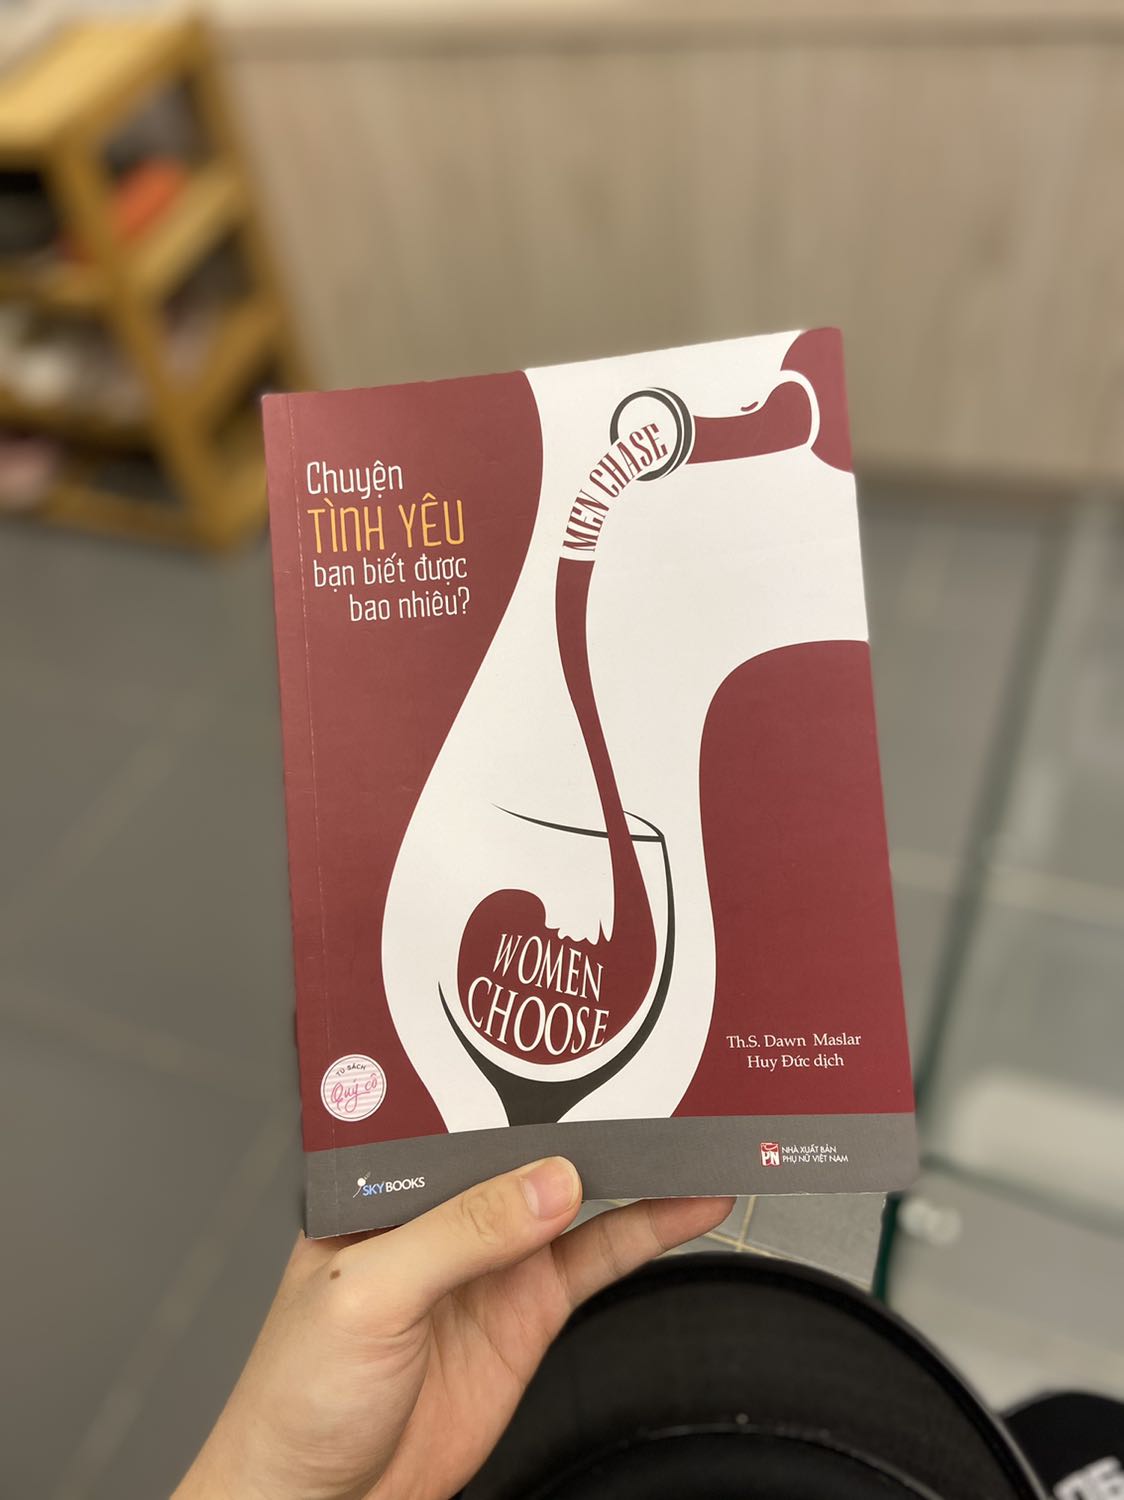 Chuyện
TÌNH YÊU
bạn biết được
bao nhiêu?
MEN CHASE
WOMEN
CHOOSE
Th.S. Dawn Maslar
Huy Đức dịch
TỦ SÁCH
Quý cô
SKYBOOKS
PN
NHÀ XUẤT BẢN
PHỤ NỮ VIỆT NAM